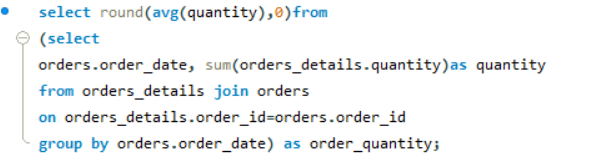 select round(avg(quantity),0)from
(select
orders.order_date, sum(orders_details.quantity)as quantity
from orders_details join orders
on orders_details.order_id=orders.order_id
group by orders.order_date) as order_quantity;